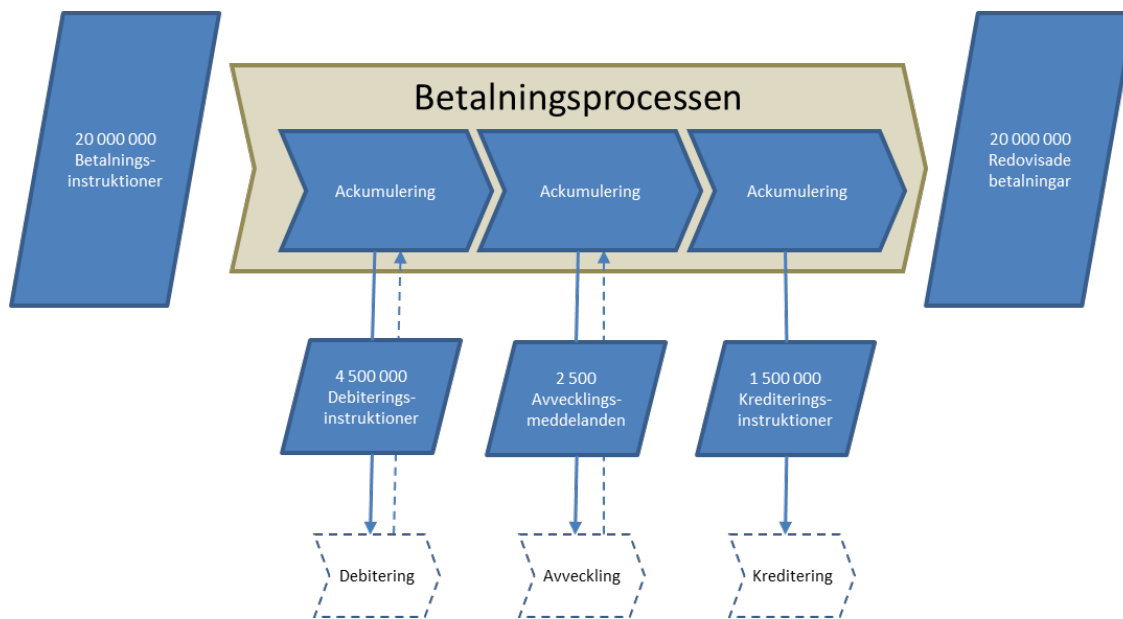 20 000 000
Betalnings-
instruktioner
Betalningsprocessen
Ackumulering
Ackumulering
Ackumulering
20 000 000
Redovisade
betalningar
4 500 000
Debiterings-
instruktioner
2 500
Avvecklings-
meddelanden
1 500 000
Krediterings-
instruktioner
Debitering
Avveckling
Kreditering